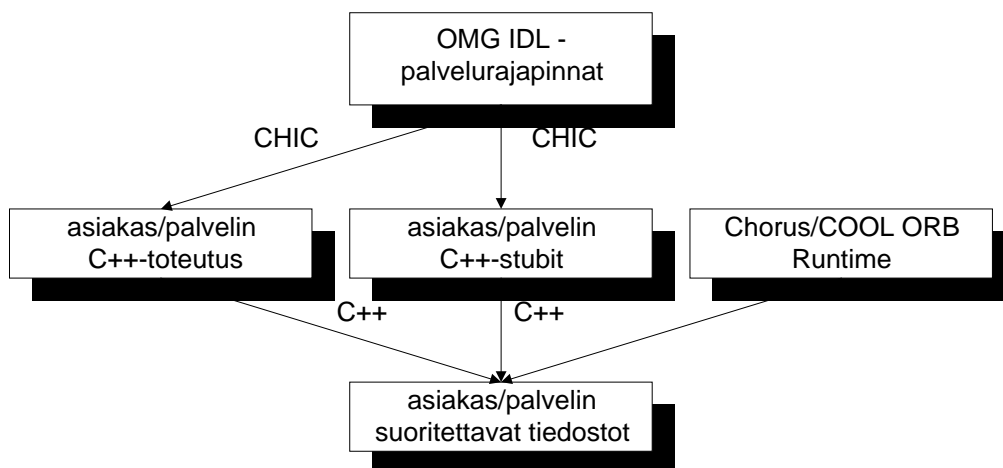 OMG IDL -
palvelurajapinnat
CHIC
CHIC
asiakas/palvelin
C++-toteutus
asiakas/palvelin
C++-stubit
Chorus/COOL ORB
Runtime
C++
C++
asiakas/palvelin
suoritettavat tiedostot